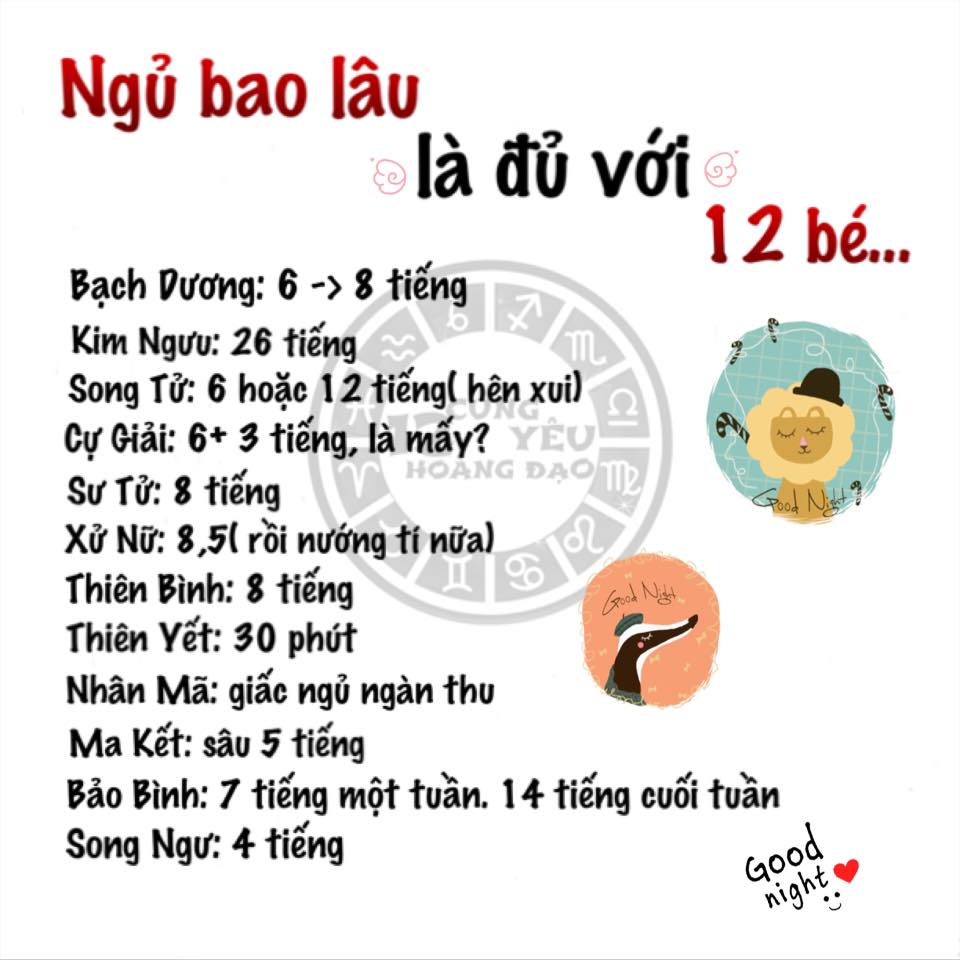 Ngủ bao lâu
là đủ với
12 bé...
Bạch Dương: 6 -> 8 tiếng
Kim Ngưu: 26 tiếng
Song Tử: 6 hoặc 12 tiếng( hên xui)
Cự Giải: 6+ 3 tiếng, là mấy?
Sư Tử: 8 tiếng
Xử Nữ: 8,5( rồi nướng tí nữa)
Thiên Bình: 8 tiếng
Thiên Yết: 30 phút
Nhân Mã: giấc ngủ ngàn thu
Ma Kết: sâu 5 tiếng
Bảo Bình: 7 tiếng một tuần. 14 tiếng cuối tuần
Song Ngư: 4 tiếng
CUNG
YÊU
HOÀNG ĐẠO
Good Night
Good Night
Good
night